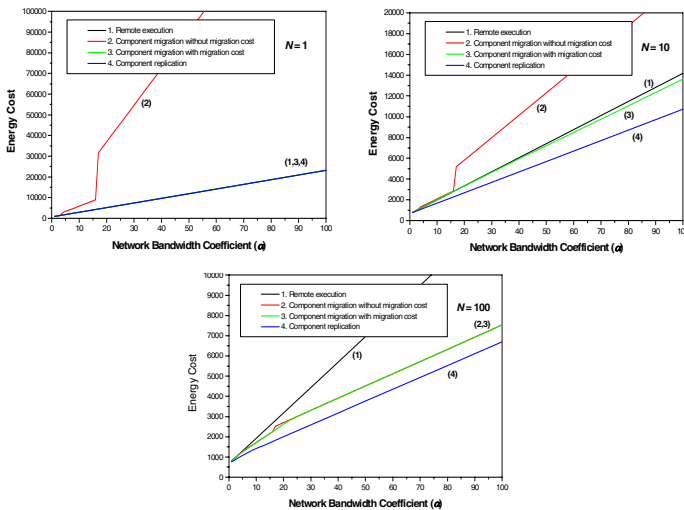 100000
90000
80000
70000
60000
50000
40000
30000
20000
10000
0
Energy Cost
1. Remote execution
2. Component migration without migration cost
3. Component migration with migration cost
4. Component replication
N = 1
(2)
(1,3,4)
0 10 20 30 40 50 60 70 80 90 100
Network Bandwidth Coefficient (α)
20000
18000
16000
14000
12000
10000
8000
6000
4000
2000
0
Energy Cost
1. Remote execution
2. Component migration without migration cost
3. Component migration with migration cost
4. Component replication
N = 10
(1)
(2)
(3)
(4)
0 10 20 30 40 50 60 70 80 90 100
Network Bandwidth Coefficient (α)
10000
9000
8000
7000
6000
5000
4000
3000
2000
1000
0
Energy Cost
1. Remote execution
2. Component migration without migration cost
3. Component migration with migration cost
4. Component replication
N = 100
(2,3)
(1)
(4)
0 10 20 30 40 50 60 70 80 90 100
Network Bandwidth Coefficient (α)